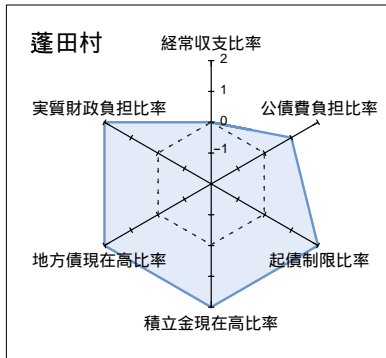 蓬田村
経常収支比率
2
1
0
−1
公債費負担比率
起債制限比率
積立金現在高比率
地方債現在高比率
実質財政負担比率